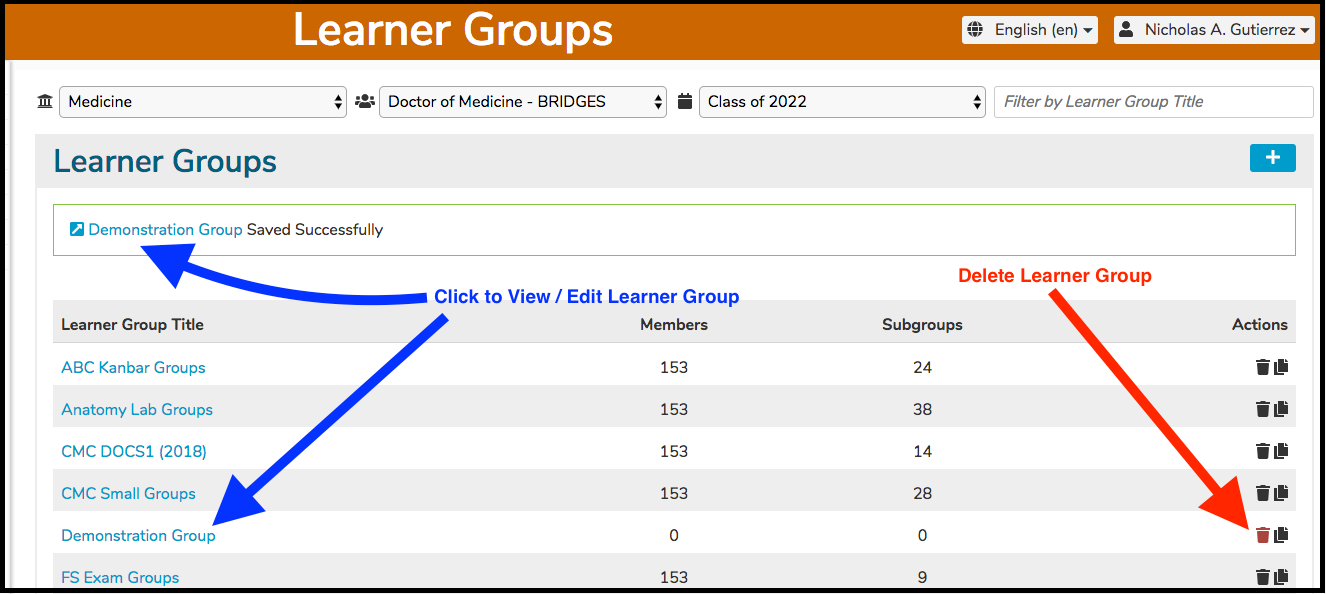 Learner Groups
English (en)
Nicholas A. Gutierrez
Medicine
Doctor of Medicine - BRIDGES
Class of 2022
Filter by Learner Group Title
Learner Groups
+
Demonstration Group Saved Successfully
Delete Learner Group
Click to View / Edit Learner Group
Learner Group Title Members Subgroups Actions
ABC Kanbar Groups 153 24
Anatomy Lab Groups 153 38
CMC DOCS1 (2018) 153 14
CMC Small Groups 153 28
Demonstration Group 0 0
FS Exam Groups 153 9